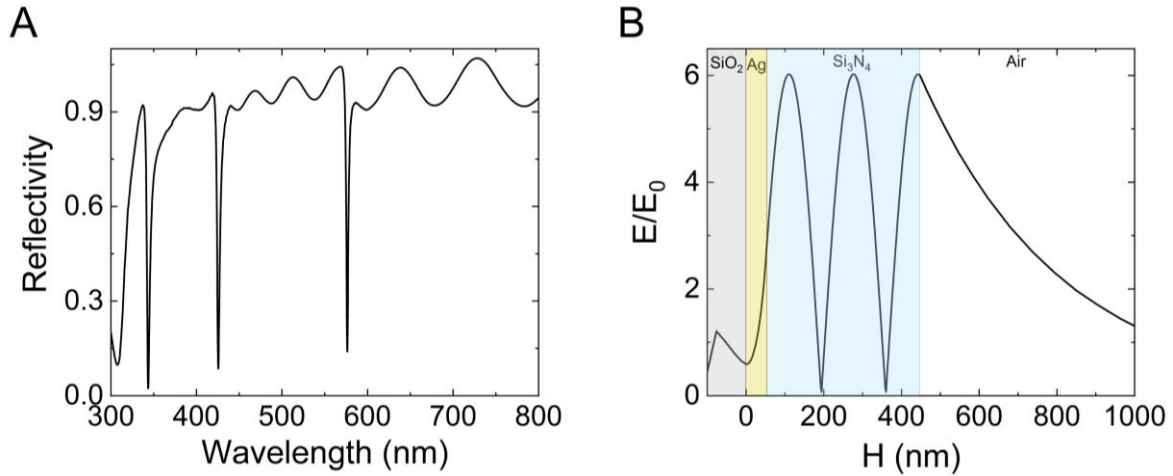 A
Reflectivity
0.9
0.6
0.3
0.0
300 400 500 600 700 800
Wavelength (nm)
B
E/E₀
6
4
2
0
SiO₂ Ag Si₃N₄ Air
0 200 400 600 800 1000
H (nm)